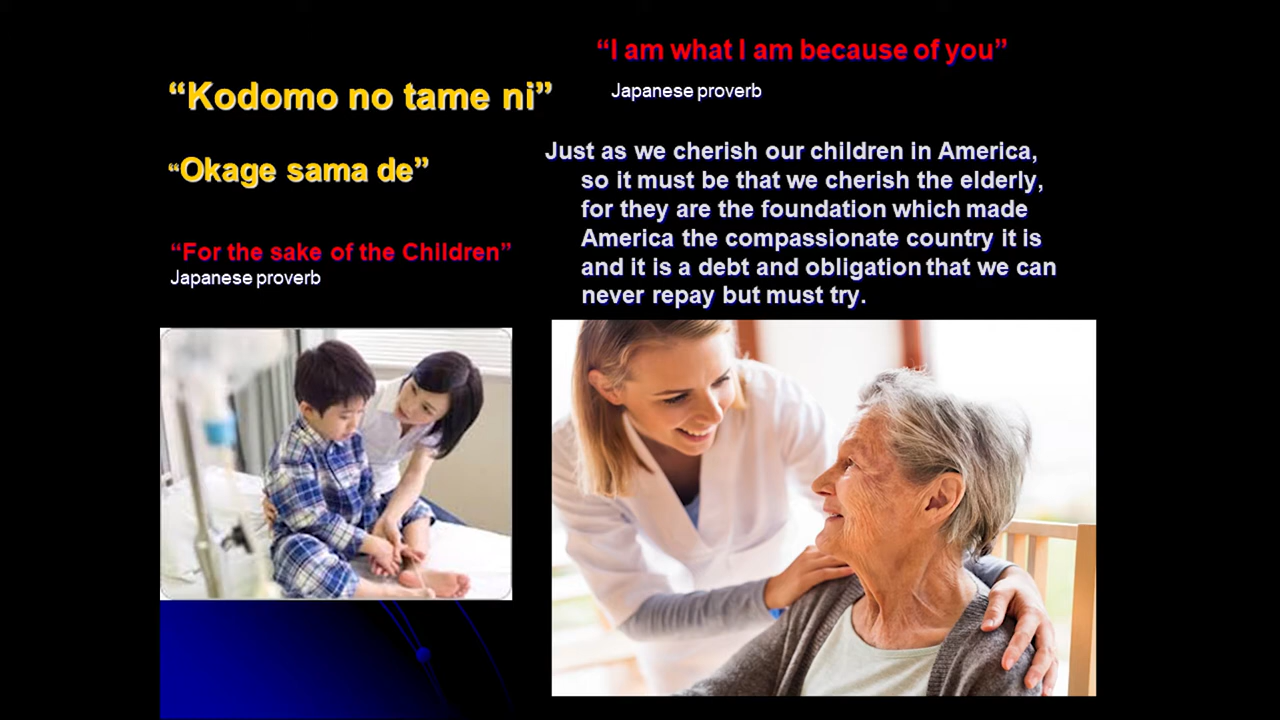 “Kodomo no tame ni”
“Okage sama de”
“For the sake of the Children”
Japanese proverb
“I am what I am because of you”
Japanese proverb
Just as we cherish our children in America,
so it must be that we cherish the elderly,
for they are the foundation which made
America the compassionate country it is
and it is a debt and obligation that we can
never repay but must try.